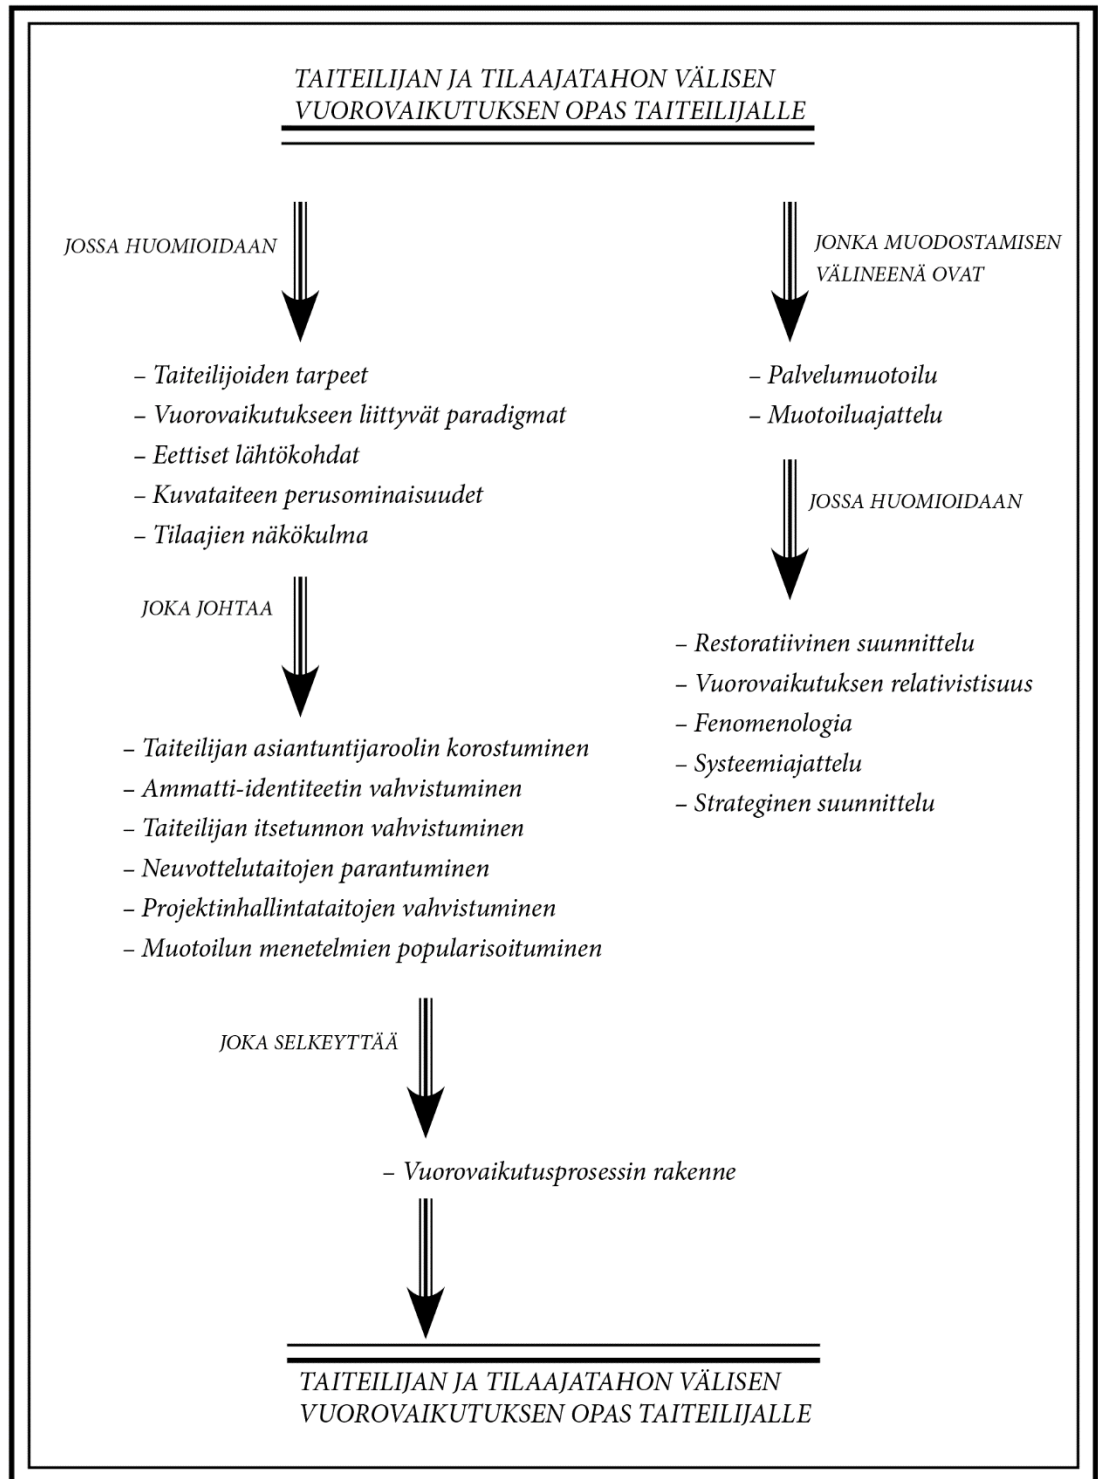 TAITEILIJAN JA TILAAJATAHON VÄLISEN
VUOROVAIKUTUKSEN OPAS TAITEILIJALLE
JOSSA HUOMIOIDAAN
– Taiteilijoiden tarpeet
– Vuorovaikutukseen liittyvät paradigmat
– Eettiset lähtökohdat
– Kuvataiteen perusominaisuudet
– Tilaajien näkökulma
JOKA JOHTAA
– Taiteilijan asiantuntijaroolin korostuminen
– Ammatti-identiteetin vahvistuminen
– Taiteilijan itsetunnon vahvistuminen
– Neuvottelutaitojen parantuminen
– Projektinhallintataitojen vahvistuminen
– Muotoilun menetelmien popularisoituminen
JONKA MUODOSTAMISEN
VÄLINEENÄ OVAT
– Palvelumuotoilu
– Muotoiluajattelu
JOSSA HUOMIOIDAAN
– Restoratiivinen suunnittelu
– Vuorovaikutuksen relativistisuus
– Fenomenologia
– Systeemiajattelu
– Strateginen suunnittelu
JOKA SELKEYTTÄÄ
– Vuorovaikutusprosessin rakenne
TAITEILIJAN JA TILAAJATAHON VÄLISEN
VUOROVAIKUTUKSEN OPAS TAITEILIJALLE